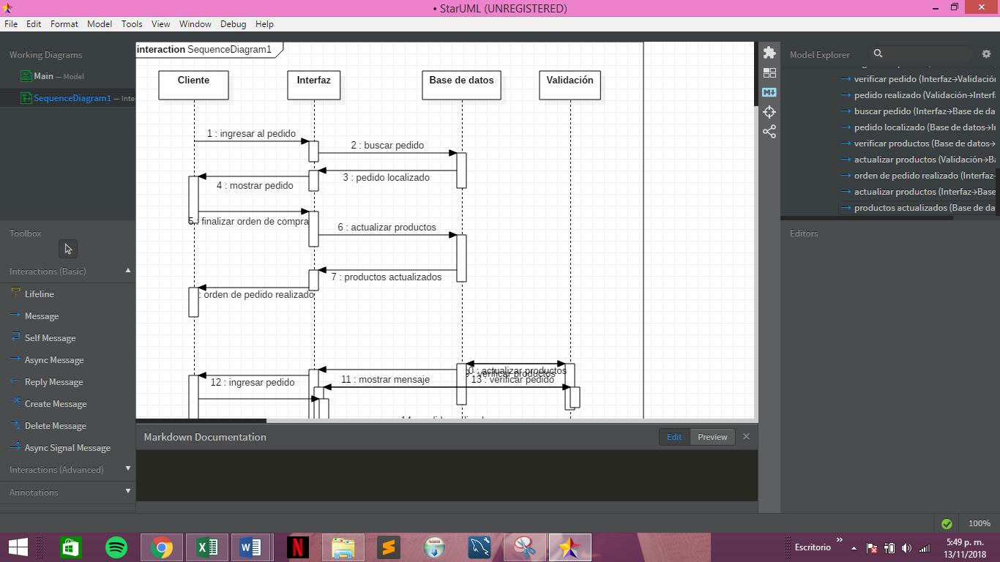 • StarUML (UNREGISTERED)
File Edit Format Model Tools View Window Debug Help
Working Diagrams
Main — Model
SequenceDiagram1 — Inte
Toolbox
Interactions (Basic)
Lifeline
Message
Self Message
Async Message
Reply Message
Create Message
Delete Message
Async Signal Message
Interactions (Advanced)
Annotations
interaction SequenceDiagram1
Cliente
Interfaz
Base de datos
Validación
1 : ingresar al pedido
2 : buscar pedido
3 : pedido localizado
4 : mostrar pedido
5 : finalizar orden de compra
6 : actualizar productos
7 : productos actualizados
: orden de pedido realizado
0 : actualizar productos
9 : verificar productos
11 : mostrar mensaje
13 : verificar pedido
12 : ingresar pedido
Markdown Documentation
Edit
Preview
Model Explorer
verificar pedido (Interfaz→Validación
pedido realizado (Validación→Interfa
buscar pedido (Interfaz→Base de da
pedido localizado (Base de datos→I
verificar productos (Base de datos→
actualizar productos (Validación→Ba
orden de pedido realizado (Interfaz
actualizar productos (Interfaz→Base
productos actualizados (Base de da
Editors
100%
Escritorio
5:49 p. m.
13/11/2018